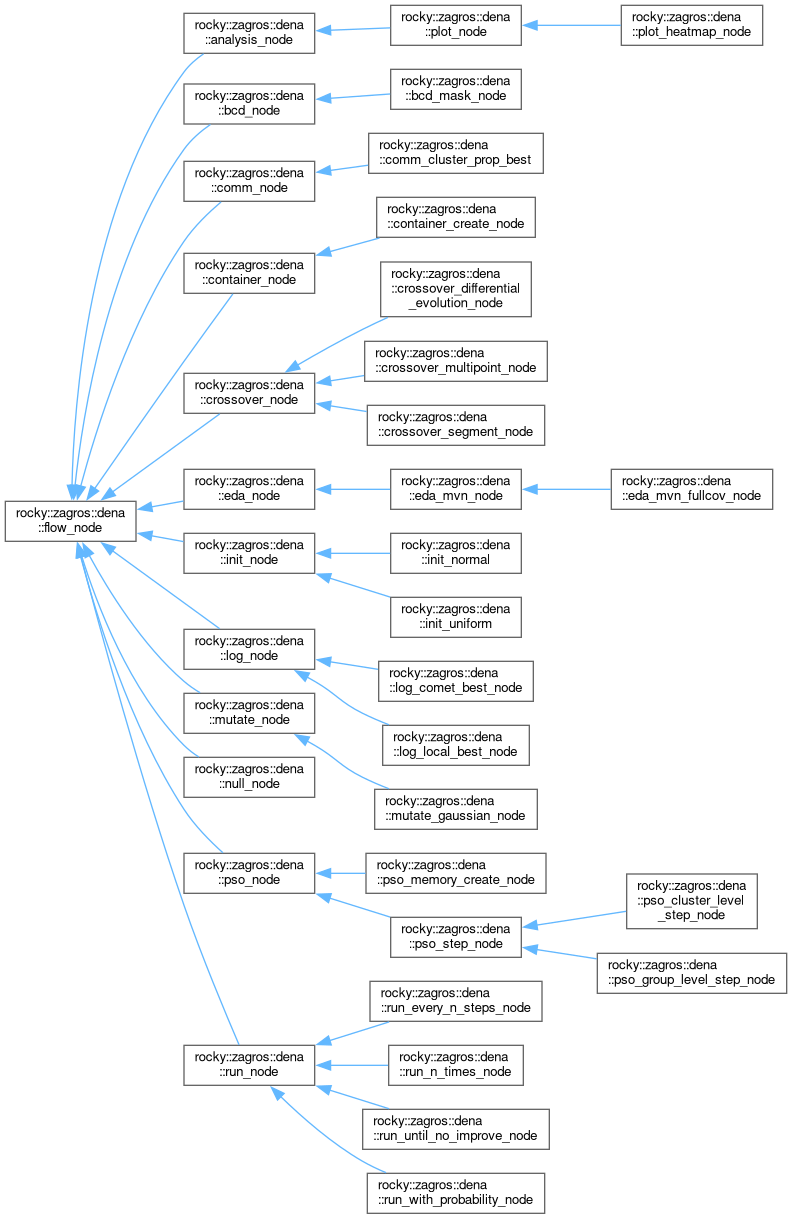 rocky::zagros::dena
::flow_node
rocky::zagros::dena
::analysis_node
rocky::zagros::dena
::plot_node
rocky::zagros::dena
::plot_heatmap_node
rocky::zagros::dena
::bcd_node
rocky::zagros::dena
::bcd_mask_node
rocky::zagros::dena
::comm_node
rocky::zagros::dena
::comm_cluster_prop_best
rocky::zagros::dena
::container_node
rocky::zagros::dena
::container_create_node
rocky::zagros::dena
::crossover_node
rocky::zagros::dena
::crossover_differential
_evolution_node
rocky::zagros::dena
::crossover_multipoint_node
rocky::zagros::dena
::crossover_segment_node
rocky::zagros::dena
::eda_node
rocky::zagros::dena
::eda_mvn_node
rocky::zagros::dena
::eda_mvn_fullcov_node
rocky::zagros::dena
::init_node
rocky::zagros::dena
::init_normal
rocky::zagros::dena
::init_uniform
rocky::zagros::dena
::log_node
rocky::zagros::dena
::log_comet_best_node
rocky::zagros::dena
::log_local_best_node
rocky::zagros::dena
::mutate_node
rocky::zagros::dena
::mutate_gaussian_node
rocky::zagros::dena
::null_node
rocky::zagros::dena
::pso_node
rocky::zagros::dena
::pso_memory_create_node
rocky::zagros::dena
::pso_step_node
rocky::zagros::dena
::pso_cluster_level
_step_node
rocky::zagros::dena
::pso_group_level_step_node
rocky::zagros::dena
::run_node
rocky::zagros::dena
::run_every_n_steps_node
rocky::zagros::dena
::run_n_times_node
rocky::zagros::dena
::run_until_no_improve_node
rocky::zagros::dena
::run_with_probability_node